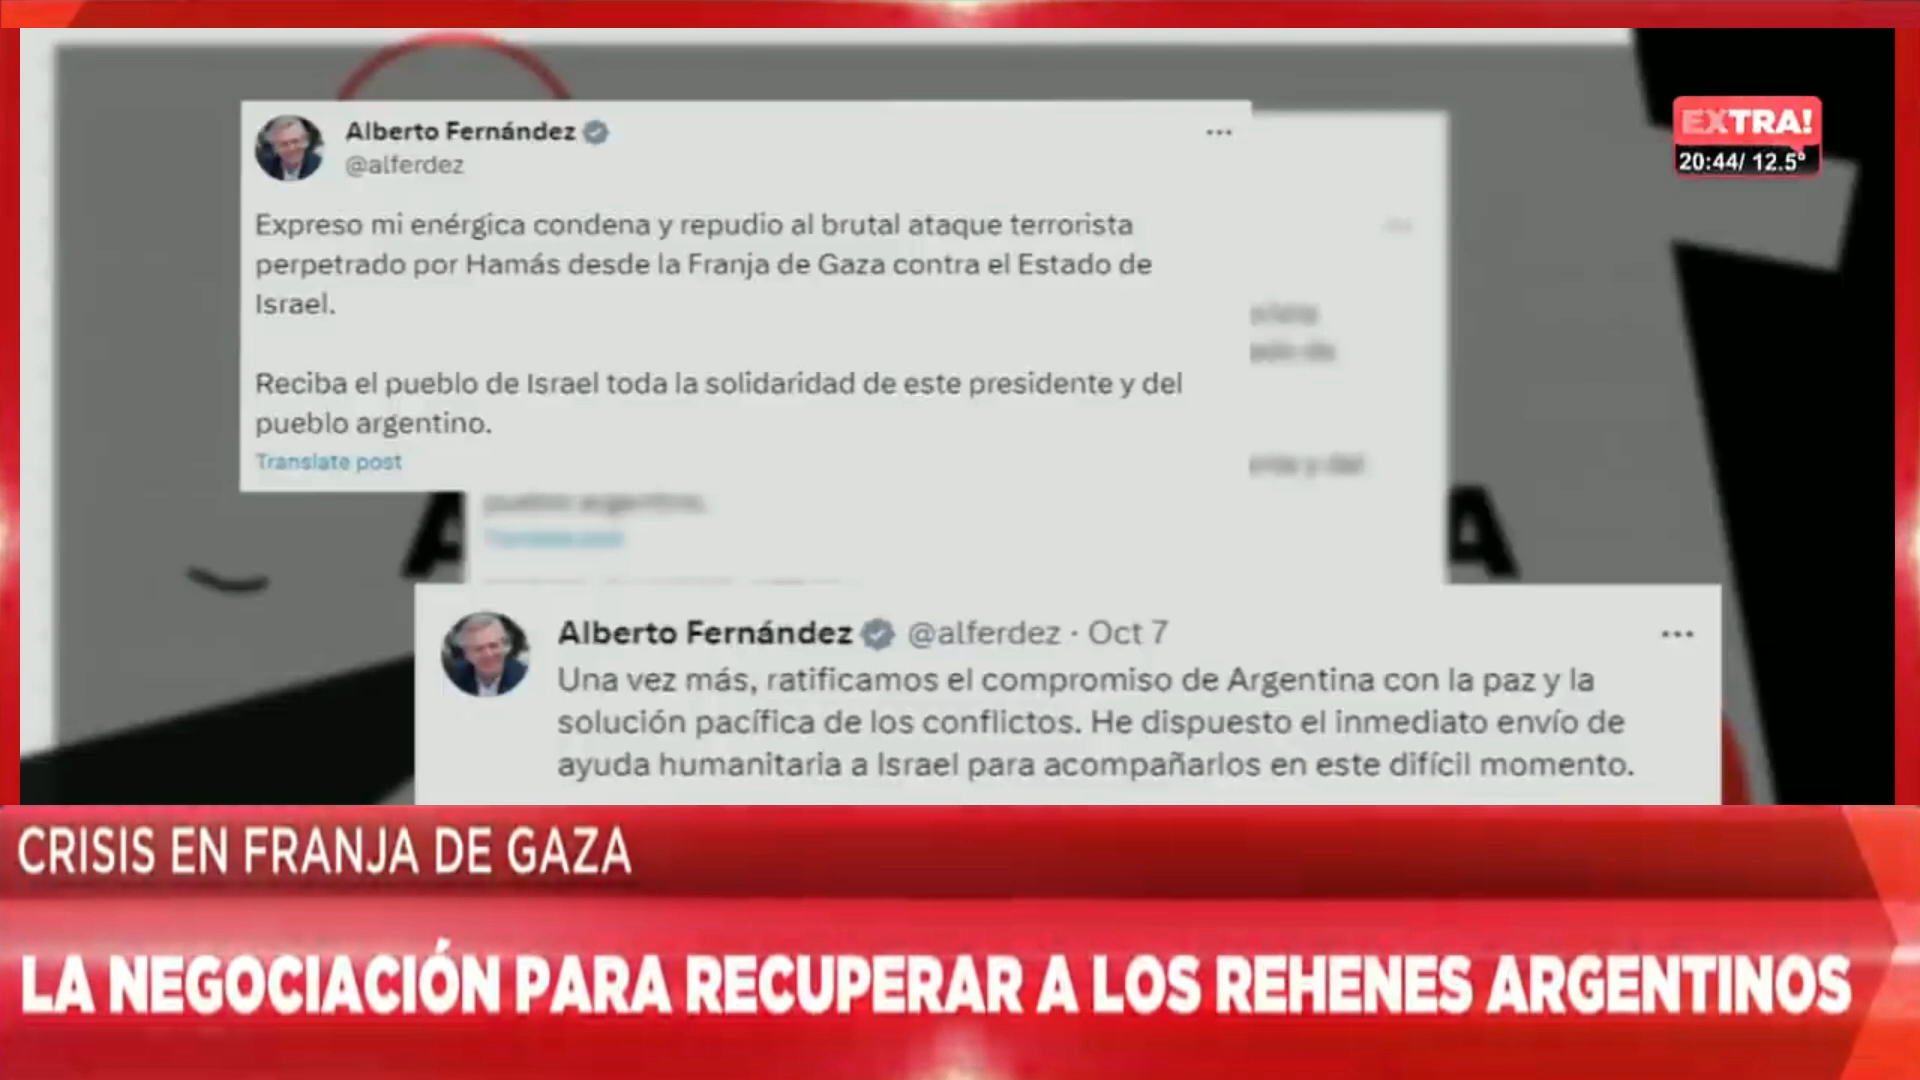 Alberto Fernández
@alferdez
Expreso mi enérgica condena y repudio al brutal ataque terrorista
perpetrado por Hamás desde la Franja de Gaza contra el Estado de
Israel.
Reciba el pueblo de Israel toda la solidaridad de este presidente y del
pueblo argentino.
Translate post
EXTRA!
20:44/ 12.5°
pueblo argentino.
Translate post
Alberto Fernández @alferdez · Oct 7
Una vez más, ratificamos el compromiso de Argentina con la paz y la
solución pacífica de los conflictos. He dispuesto el inmediato envío de
ayuda humanitaria a Israel para acompañarlos en este difícil momento.
CRISIS EN FRANJA DE GAZA
LA NEGOCIACIÓN PARA RECUPERAR A LOS REHENES ARGENTINOS